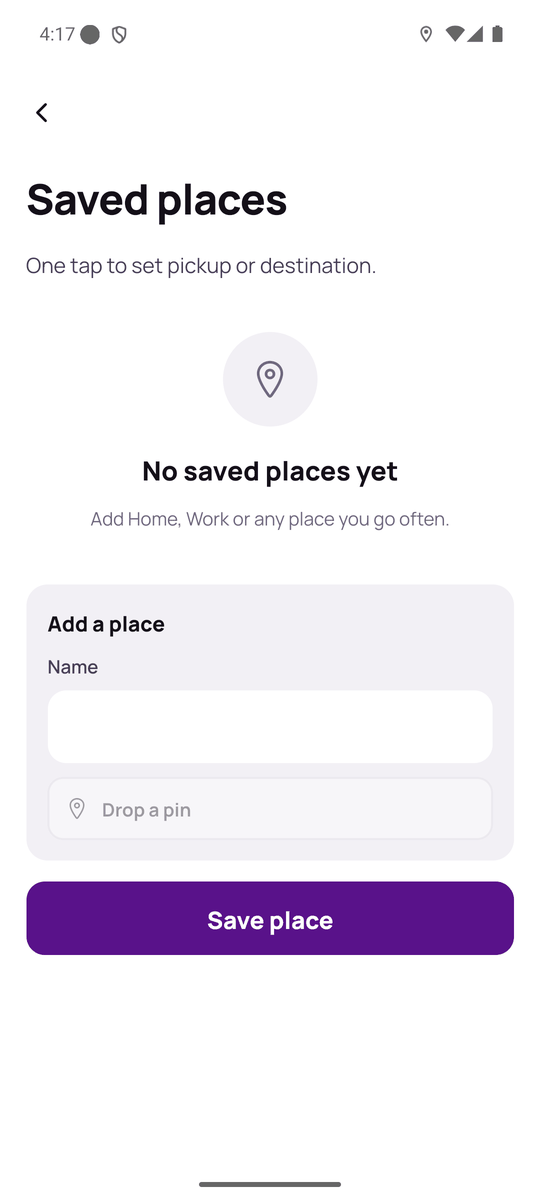 4:17
Saved places
One tap to set pickup or destination.
No saved places yet
Add Home, Work or any place you go often.
Add a place
Name
Drop a pin
Save place